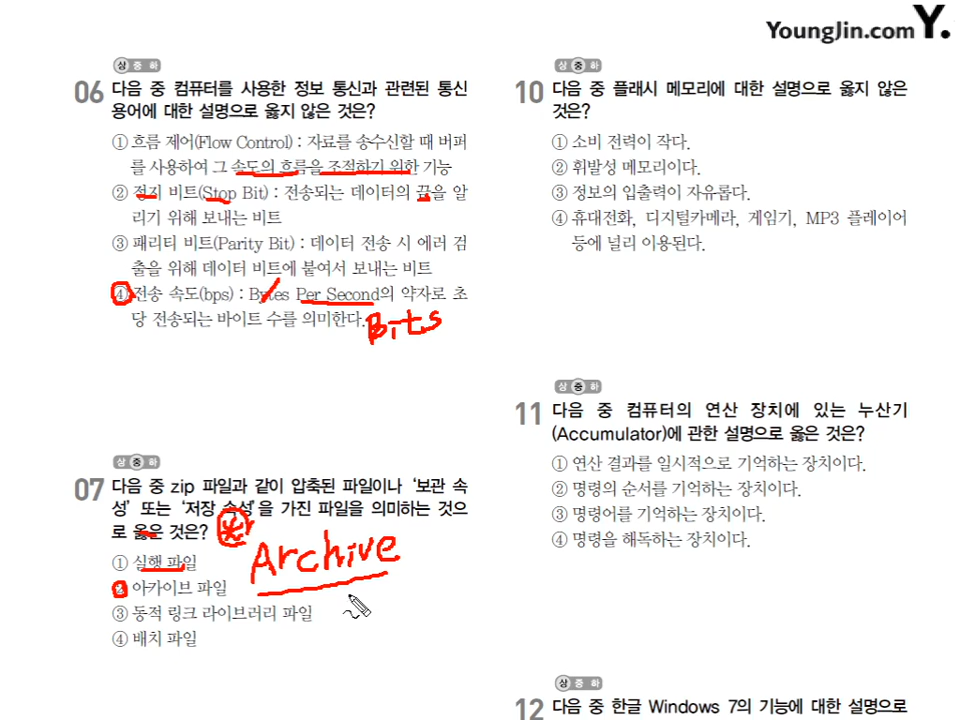 YoungJin.com Y.
상 중 하
06 다음 중 컴퓨터를 사용한 정보 통신과 관련된 통신
용어에 대한 설명으로 옳지 않은 것은?
① 흐름 제어(Flow Control) : 자료를 송수신할 때 버퍼
를 사용하여 그 속도의 흐름을 조절하기 위한 기능
② 정지 비트(Stop Bit) : 전송되는 데이터의 끝을 알
리기 위해 보내는 비트
③ 패리티 비트(Parity Bit) : 데이터 전송 시 에러 검
출을 위해 데이터 비트에 붙여서 보내는 비트
④ 전송 속도(bps) : Bytes Per Second의 약자로 초
당 전송되는 바이트 수를 의미한다.
Bits
상 중 하
07 다음 중 zip 파일과 같이 압축된 파일이나 ‘보관 속
성’ 또는 ‘저장 속성’을 가진 파일을 의미하는 것으
로 옳은 것은?
Archive
① 실행 파일
② 아카이브 파일
③ 동적 링크 라이브러리 파일
④ 배치 파일
상 중 하
10 다음 중 플래시 메모리에 대한 설명으로 옳지 않은
것은?
① 소비 전력이 작다.
② 휘발성 메모리이다.
③ 정보의 입출력이 자유롭다.
④ 휴대전화, 디지털카메라, 게임기, MP3 플레이어
등에 널리 이용된다.
상 중 하
11 다음 중 컴퓨터의 연산 장치에 있는 누산기
(Accumulator)에 관한 설명으로 옳은 것은?
① 연산 결과를 일시적으로 기억하는 장치이다.
② 명령의 순서를 기억하는 장치이다.
③ 명령어를 기억하는 장치이다.
④ 명령을 해독하는 장치이다.
상 중 하
12 다음 중 한글 Windows 7의 기능에 대한 설명으로